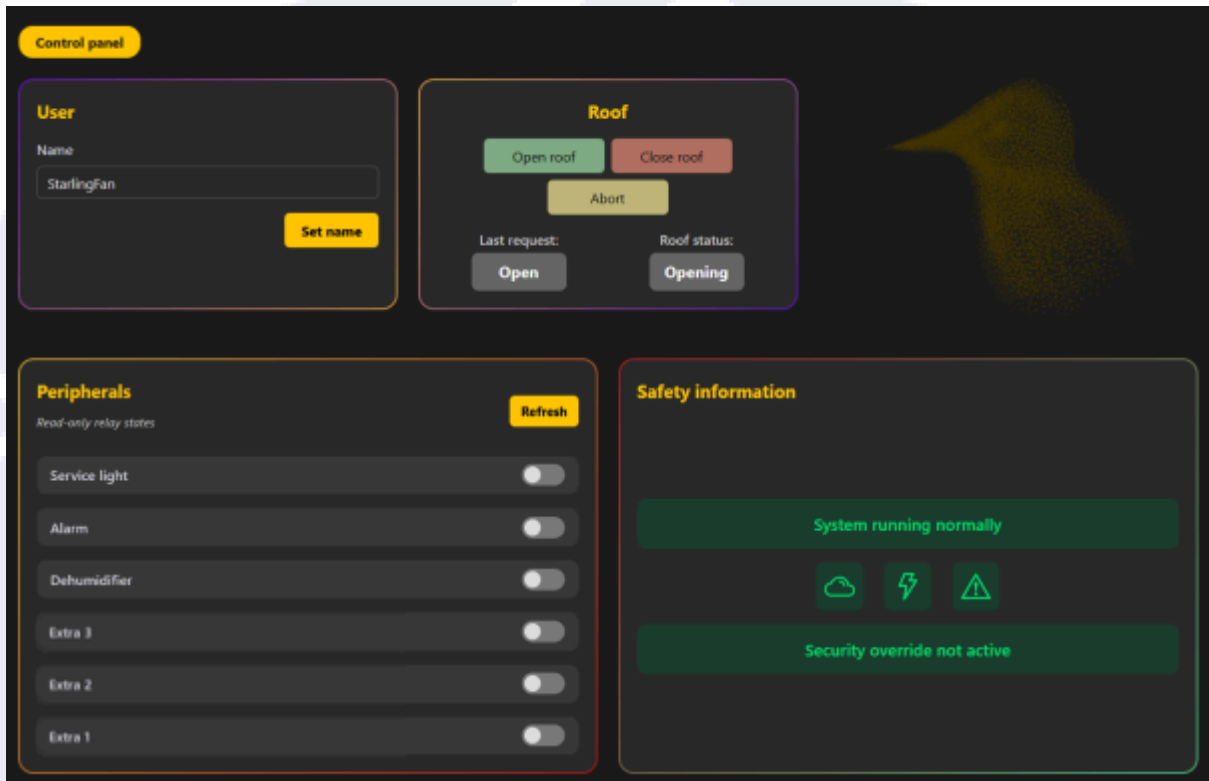 Control panel
User
Name
StarlingFan
Set name
Roof
Open roof
Close roof
Abort
Last request:
Roof status:
Open
Opening
Peripherals
Read-only relay states
Refresh
Service light
Alarm
Dehumidifier
Extra 3
Extra 2
Extra 1
Safety information
System running normally
Security override not active